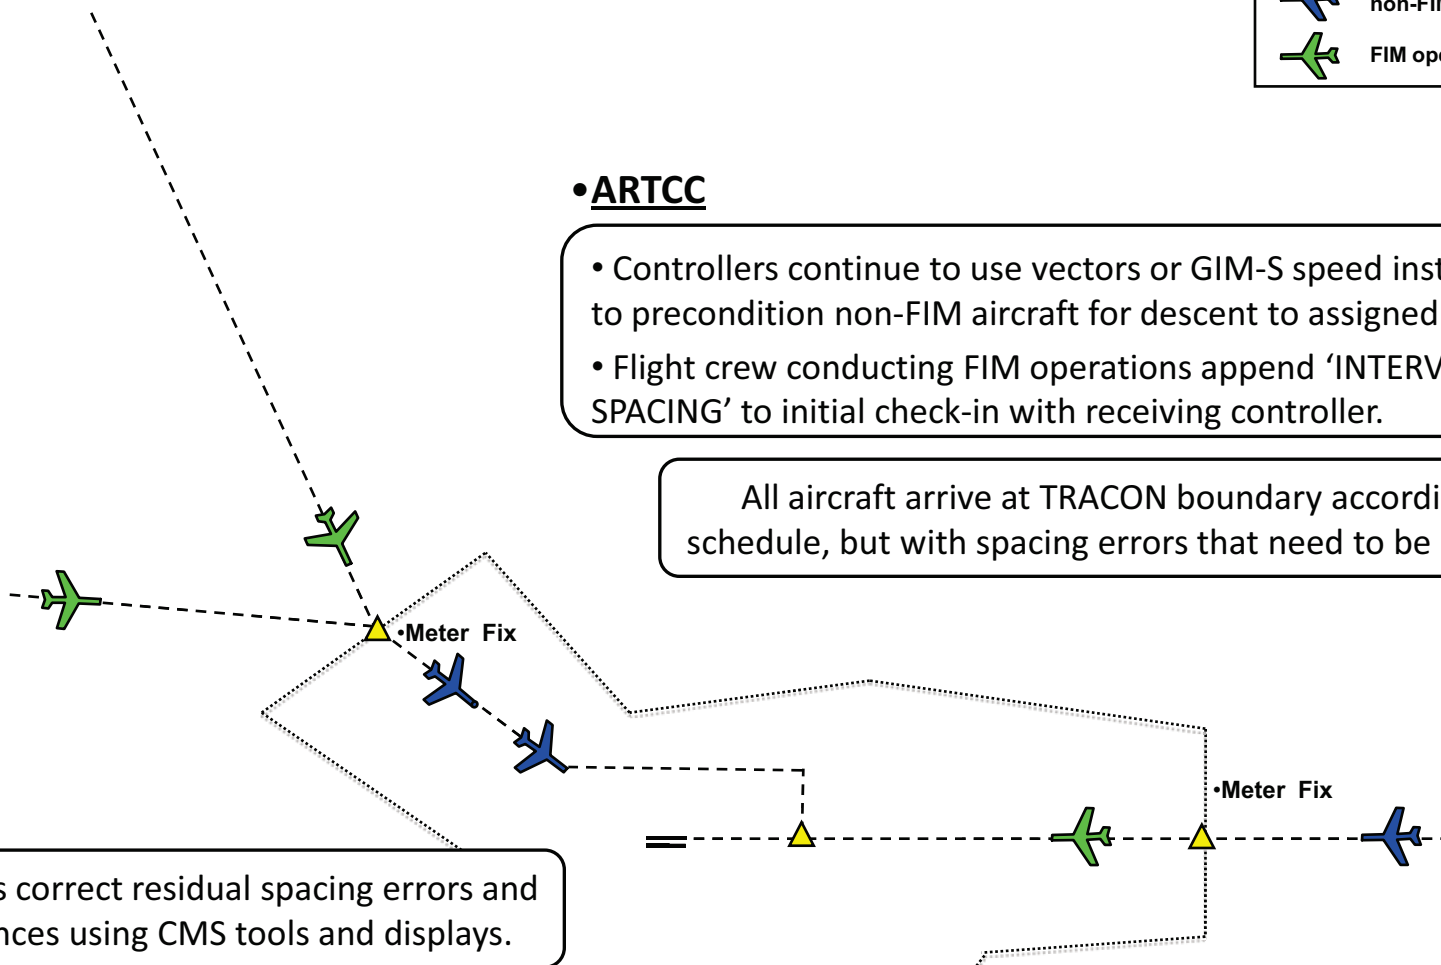 non-FIM
FIM
•ARTCC
• Controllers continue to use vectors or GIM-S speed
to precondition non-FIM aircraft for descent to assigned
• Flight crew conducting FIM operations append ‘INTERV
SPACING’ to initial check-in with receiving controller.
All aircraft arrive at TRACON boundary accordi
schedule, but with spacing errors that need to be
•Meter Fix
•Meter Fix
s correct residual spacing errors and
nces using CMS tools and displays.